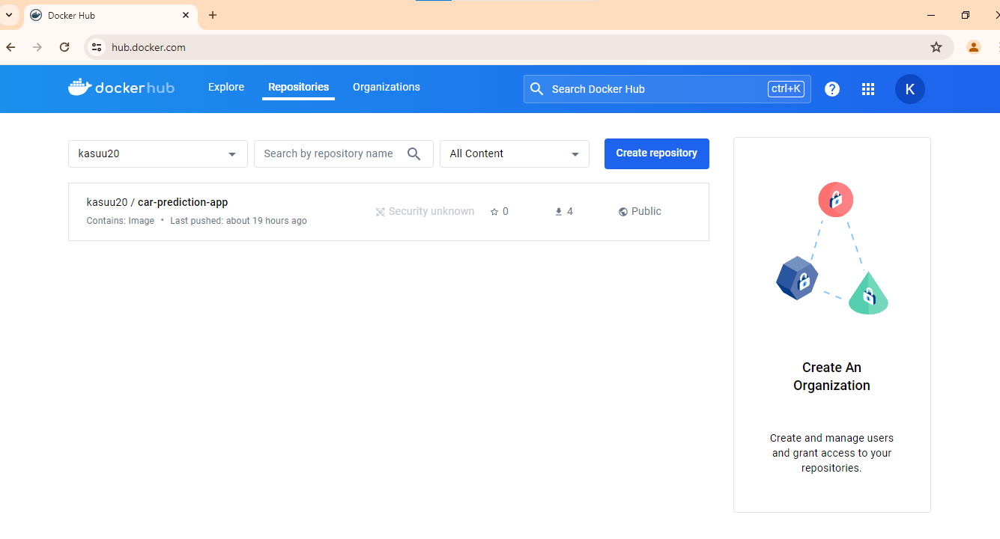 Docker Hub
hub.docker.com
dockerhub Explore Repositories Organizations Search Docker Hub ctrl+K ? K
kasuu20 Search by repository name All Content Create repository
kasuu20 / car-prediction-app
Security unknown 0 4 Public
Contains: Image • Last pushed: about 19 hours ago
Create An
Organization
Create and manage users
and grant access to your
repositories.